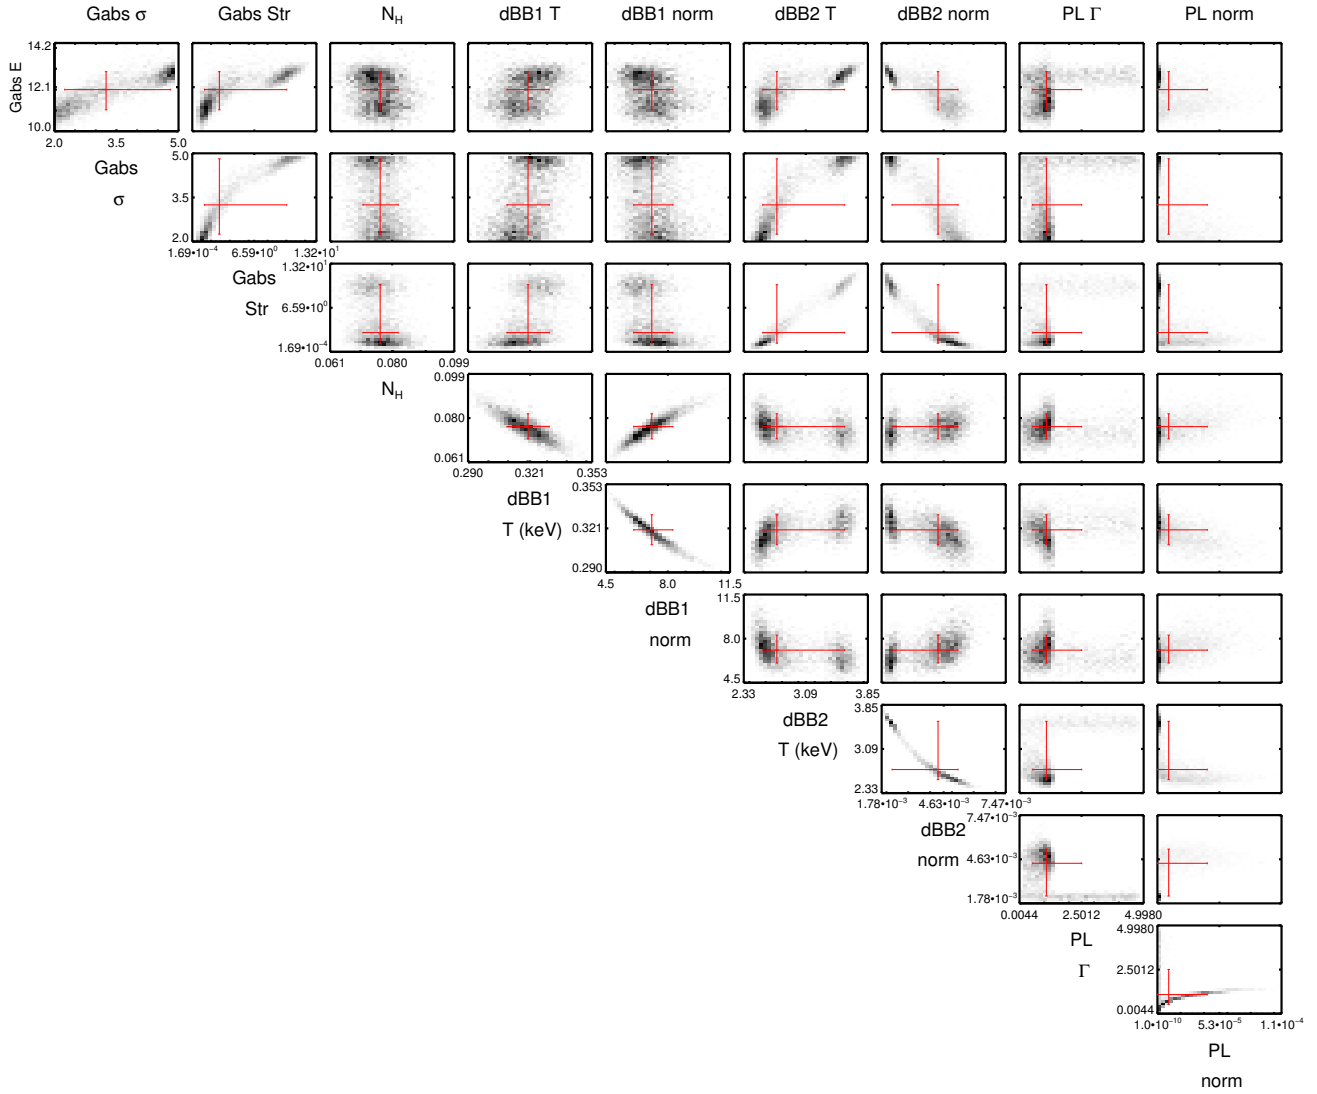 Gabs σ Gabs Str N_H dBB1 T dBB1 norm dBB2 T dBB2 norm PL Γ PL norm
Gabs E
14.2
12.1
10.0
2.0 3.5 5.0
Gabs
σ
5.0
3.5
2.0
1.69•10⁻⁴ 6.59•10⁰ 1.32•10¹
Gabs
Str
1.32•10¹
6.59•10⁰
1.69•10⁻⁴
0.061 0.080 0.099
N_H
0.099
0.080
0.061
0.290 0.321 0.353
dBB1
T (keV)
0.353
0.321
0.290
4.5 8.0 11.5
dBB1
norm
11.5
8.0
4.5
2.33 3.09 3.85
dBB2
T (keV)
3.85
3.09
2.33
1.78•10⁻³ 4.63•10⁻³ 7.47•10⁻³
dBB2
norm
7.47•10⁻³
4.63•10⁻³
1.78•10⁻³
0.0044 2.5012 4.9980
PL
Γ
4.9980
2.5012
0.0044
1.0•10⁻¹⁰ 5.3•10⁻⁵ 1.1•10⁻⁴
PL
norm